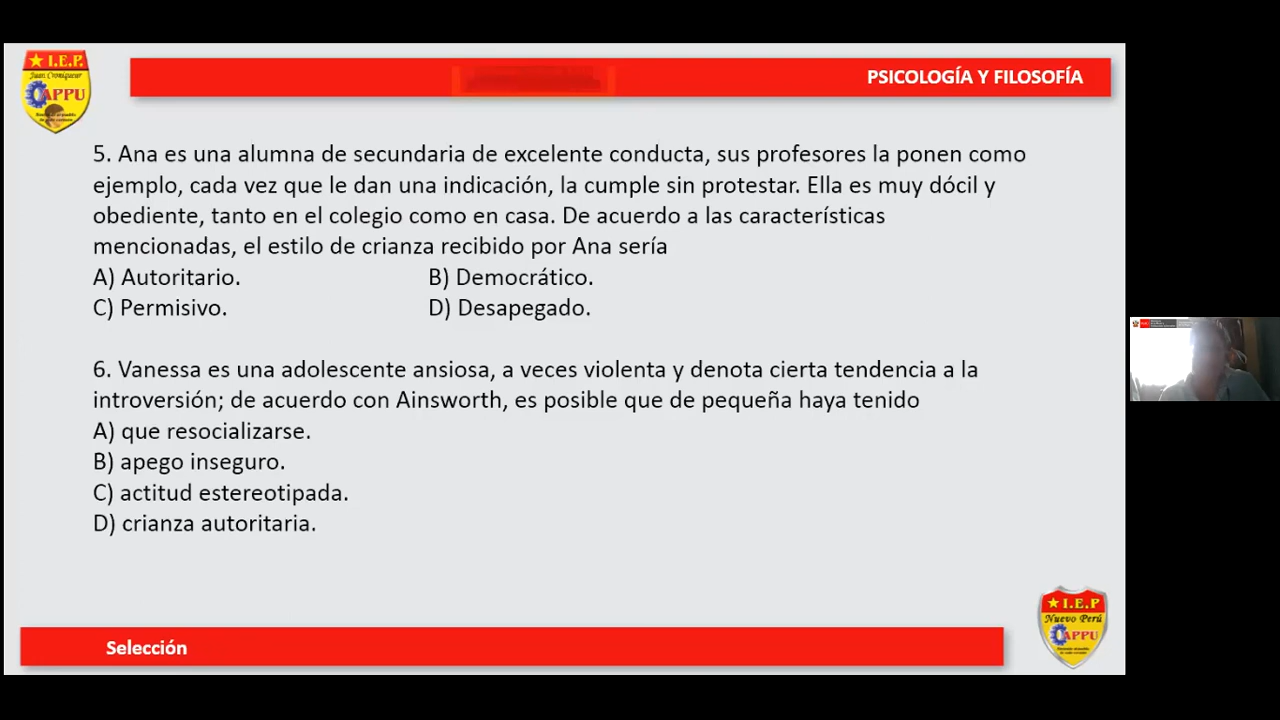 I.E.P.
Juan Croniqueur
APPU
PSICOLOGÍA Y FILOSOFÍA
5. Ana es una alumna de secundaria de excelente conducta, sus profesores la ponen como
ejemplo, cada vez que le dan una indicación, la cumple sin protestar. Ella es muy dócil y
obediente, tanto en el colegio como en casa. De acuerdo a las características
mencionadas, el estilo de crianza recibido por Ana sería
A) Autoritario. B) Democrático.
C) Permisivo. D) Desapegado.
6. Vanessa es una adolescente ansiosa, a veces violenta y denota cierta tendencia a la
introversión; de acuerdo con Ainsworth, es posible que de pequeña haya tenido
A) que resocializarse.
B) apego inseguro.
C) actitud estereotipada.
D) crianza autoritaria.
I.E.P
Nuevo Perú
APPU
Selección